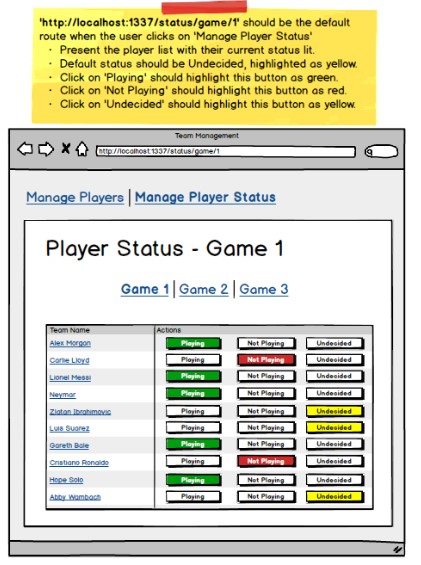 'http://localhost:1337/status/game/1' should be the default
route when the user clicks on 'Manage Player Status'
· Present the player list with their current status lit.
· Default status should be Undecided, highlighted as yellow.
· Click on 'Playing' should highlight this button as green.
· Click on 'Not Playing' should highlight this button as red.
· Click on 'Undecided' should highlight this button as yellow.
Team Management
http://localhost:1337/status/game/1
Manage Players | Manage Player Status
Player Status - Game 1
Game 1 | Game 2 | Game 3
Team Name Actions
Alex Morgan Playing Not Playing Undecided
Carlie Lloyd Playing Not Playing Undecided
Lionel Messi Playing Not Playing Undecided
Neymar Playing Not Playing Undecided
Zlatan Ibrahimovic Playing Not Playing Undecided
Luis Suarez Playing Not Playing Undecided
Gareth Bale Playing Not Playing Undecided
Cristiano Ronaldo Playing Not Playing Undecided
Hope Solo Playing Not Playing Undecided
Abby Wambach Playing Not Playing Undecided